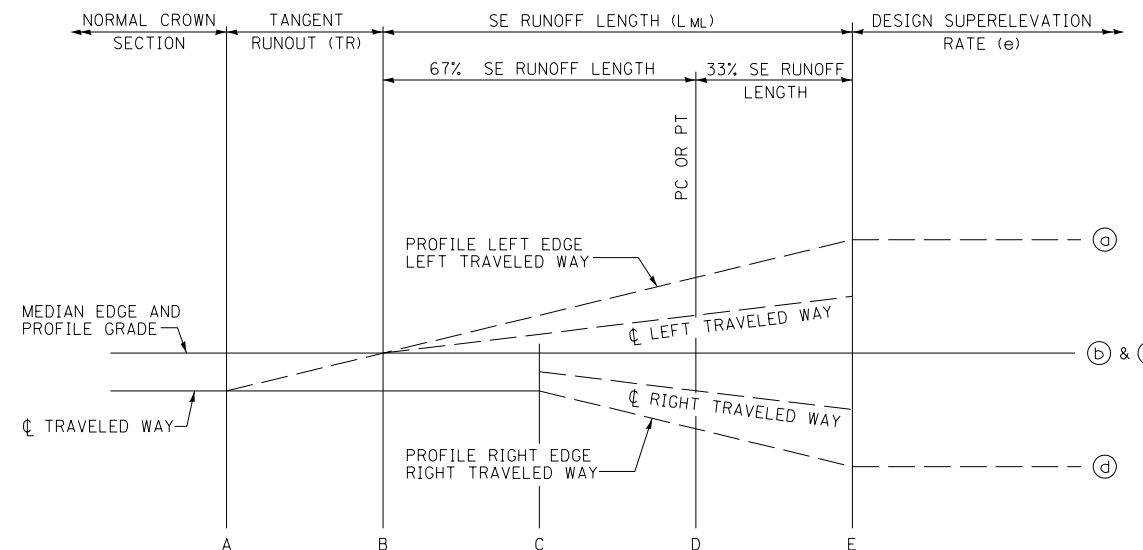 NORMAL CROWN
SECTION
TANGENT
RUNOUT (TR)
SE RUNOFF LENGTH (LML)
DESIGN SUPERELEVATION
RATE (e)
67% SE RUNOFF LENGTH
33% SE RUNOFF
LENGTH
PC OR PT
PROFILE LEFT EDGE
LEFT TRAVELED WAY
a
MEDIAN EDGE AND
PROFILE GRADE
℄ LEFT TRAVELED WAY
b & (
℄ RIGHT TRAVELED WAY
℄ TRAVELED WAY
PROFILE RIGHT EDGE
RIGHT TRAVELED WAY
d
A B C D E